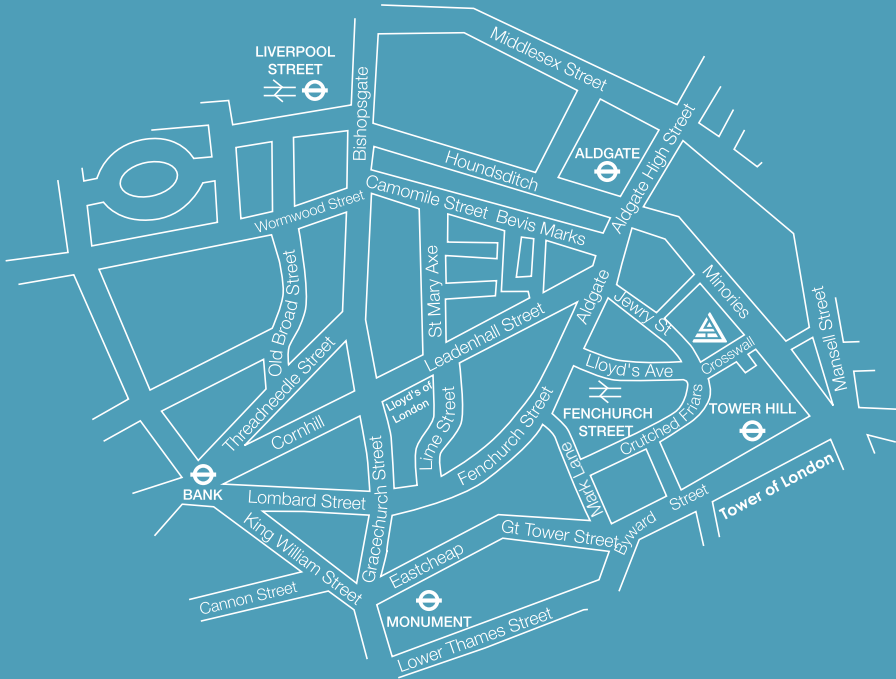 Middlesex Street
LIVERPOOL
STREET
Bishopsgate
Houndsditch
ALDGATE
Aldgate High Street
Camomile Street
Bevis Marks
Wormwood Street
Old Broad Street
St Mary Axe
Aldgate
Minories
Jewry St.
Leadenhall Street
Mansell Street
Crosswall
Threadneedle Street
Lloyd's Ave
Lloyd's of
London
Cornhill
Lime Street
Fenchurch Street
FENCHURCH
STREET
Crutched Friars
TOWER HILL
BANK
Lombard Street
Gracechurch Street
Mark Lane
Tower of London
King William Street
Eastcheap
Gt Tower Street
Byward Street
Cannon Street
MONUMENT
Lower Thames Street